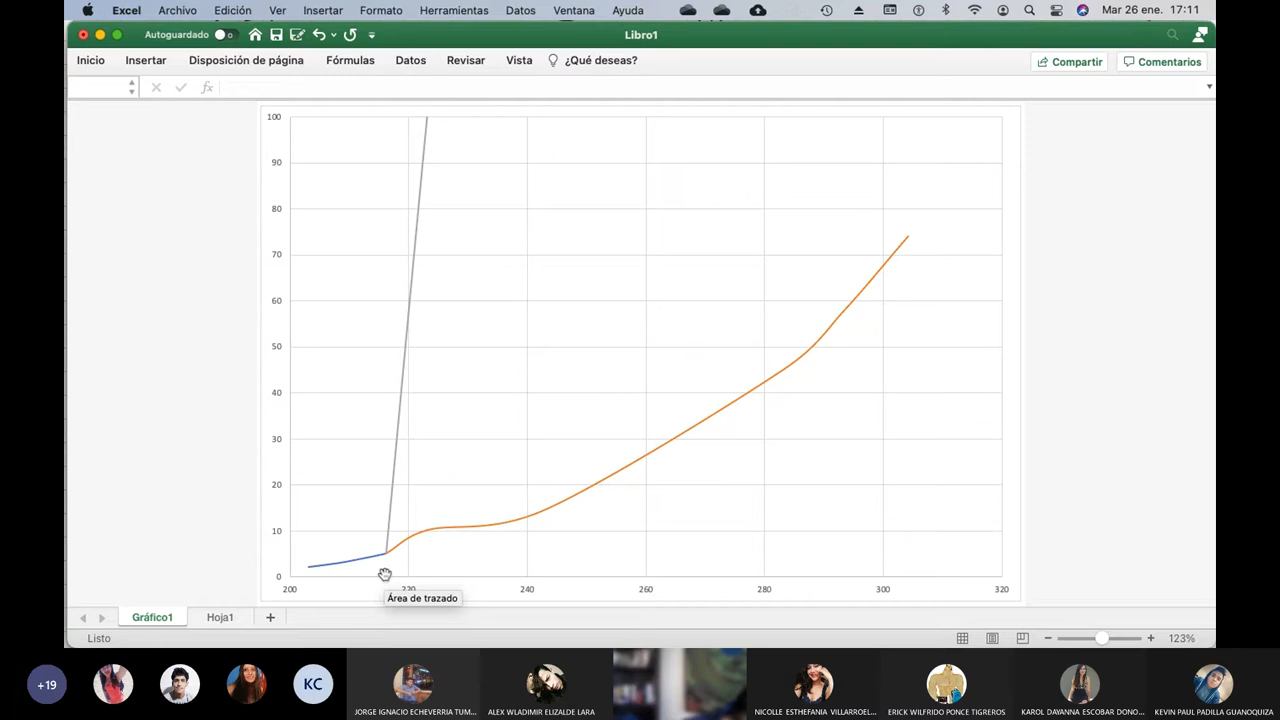 Excel Archivo Edición Ver Insertar Formato Herramientas Datos Ventana Ayuda Mar 26 ene. 17:11
Autoguardado Libro1
Inicio Insertar Disposición de página Fórmulas Revisar Datos Vista ¿Qué deseas? Compartir Comentarios
fx
100
90
80
70
60
50
40
30
20
10
0
200 220 240 260 280 300 320
Área de trazado
Gráfico1 Hoja1 +
Listo 123%
+19 KC
JORGE IGNACIO ECHEVERRIA TUM... ALEX WLADIMIR ELIZALDE LARA NICOLLE ESTHEFANIA VILLARROEL... ERICK WILFRIDO PONCE TIGREROS KAROL DAYANNA ESCOBAR DONO... KEVIN PAUL PADILLA GUANOQUIZA